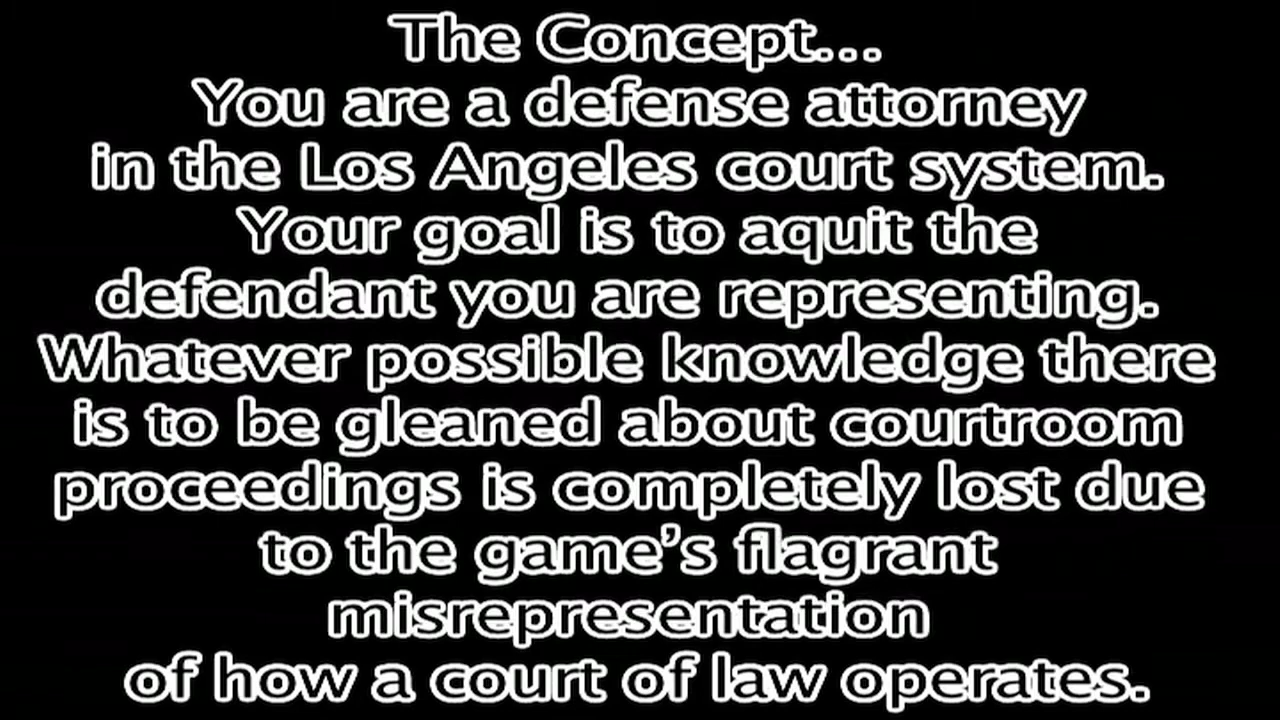 The Concept...
You are a defense attorney
in the Los Angeles court system.
Your goal is to aquit the
defendant you are representing.
Whatever possible knowledge there
is to be gleaned about courtroom
proceedings is completely lost due
to the game’s flagrant
misrepresentation
of how a court of law operates.